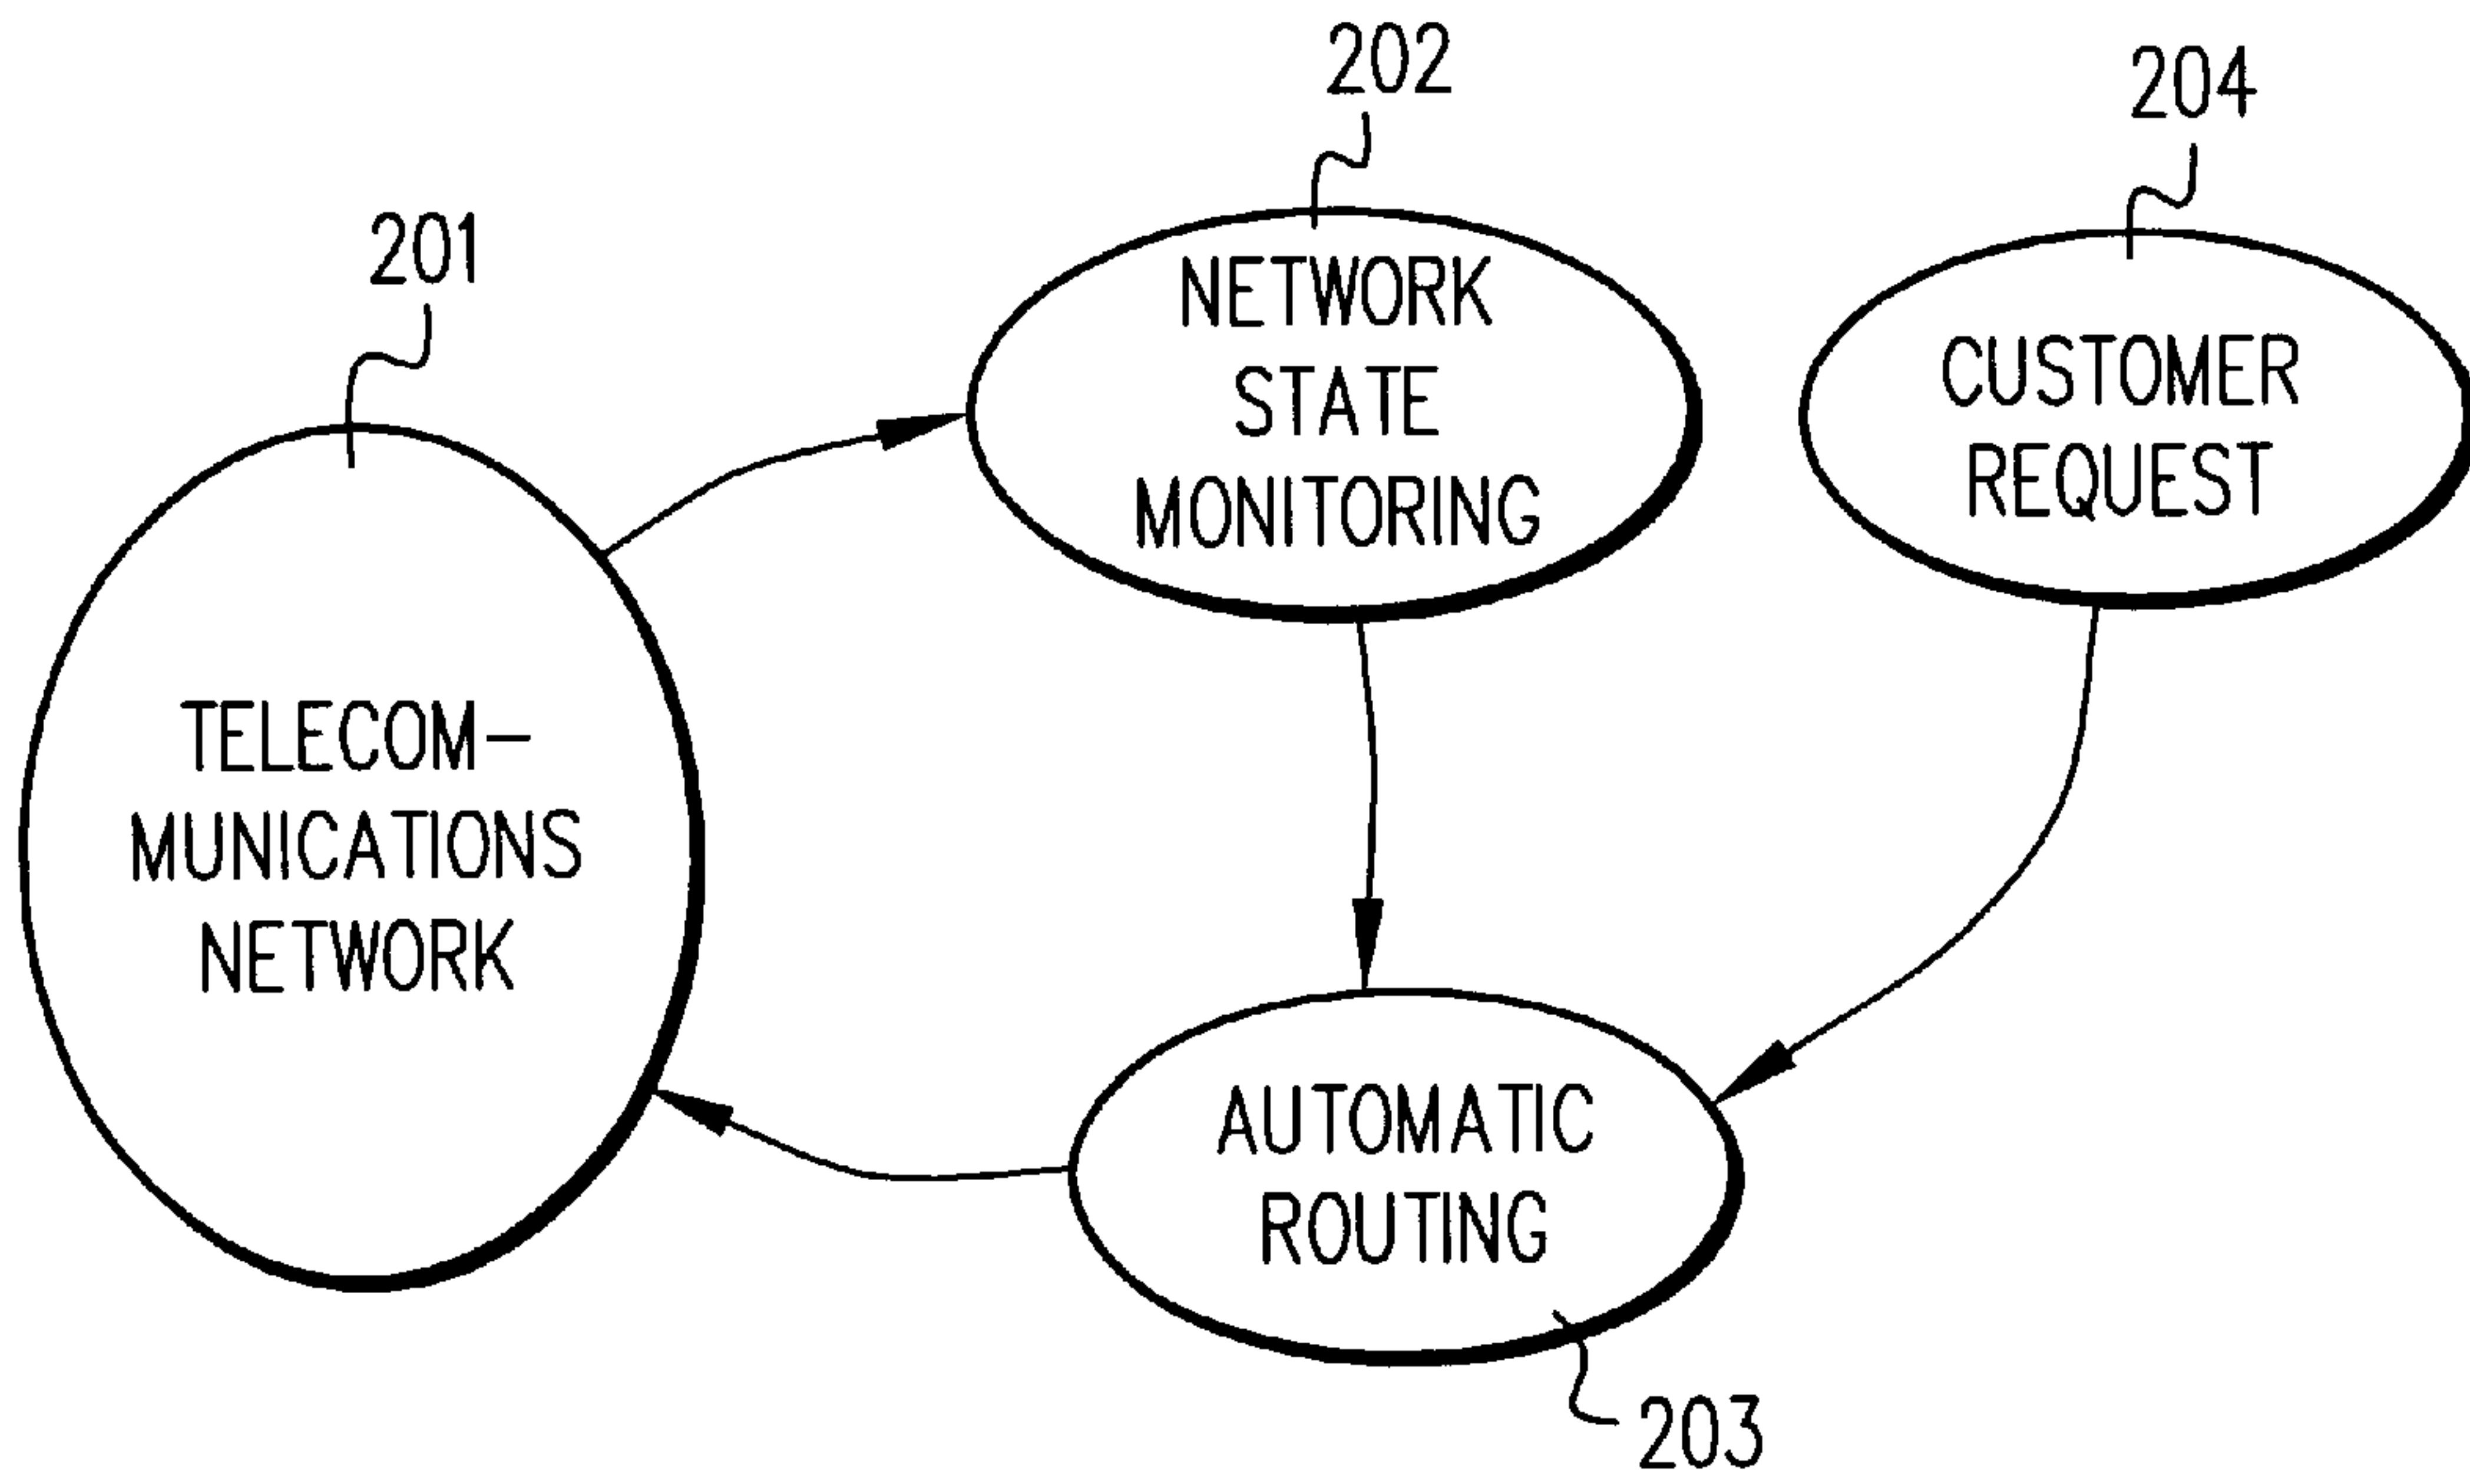 202
204
201
NETWORK
STATE
MONITORING
CUSTOMER
REQUEST
TELECOM-
MUNICATIONS
NETWORK
AUTOMATIC
ROUTING
203